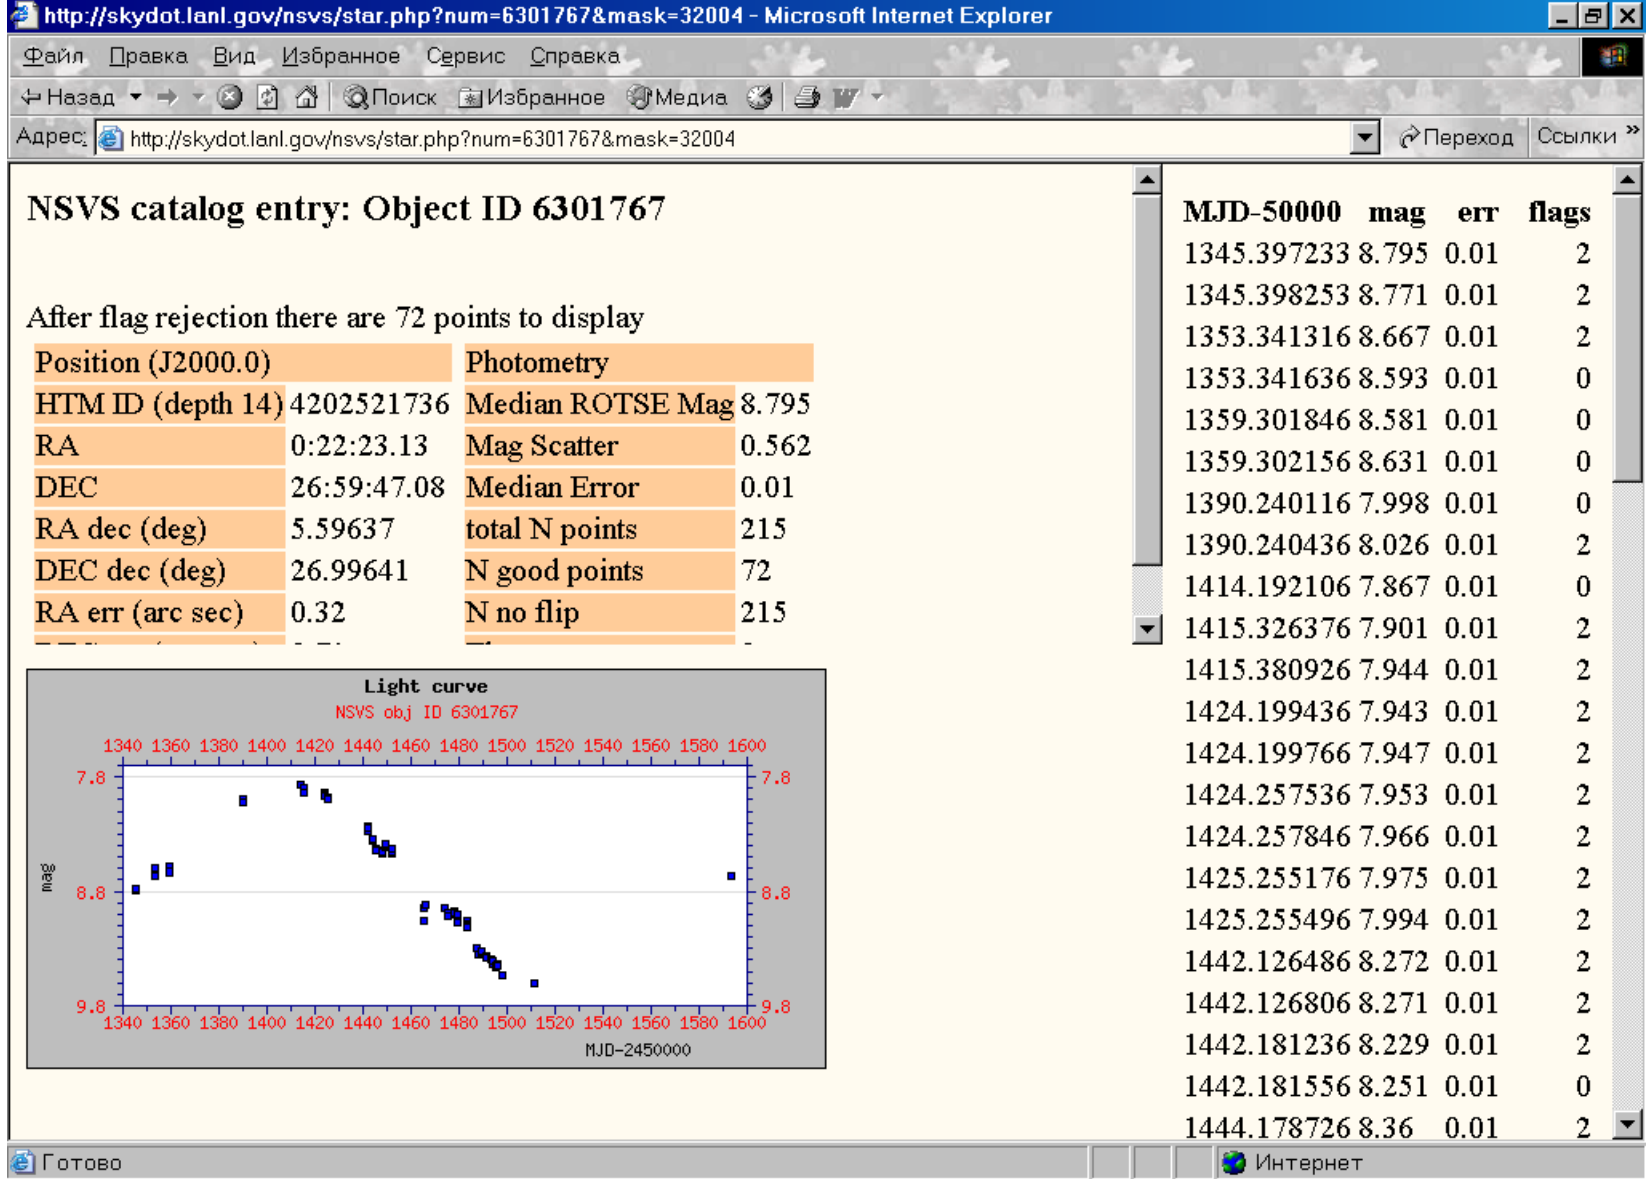 http://skydot.lanl.gov/nsvs/star.php?num=6301767&mask=32004 - Microsoft Internet Explorer
Файл Правка Вид Избранное Сервис Справка
Назад Поиск Избранное Медиа
Адрес: http://skydot.lanl.gov/nsvs/star.php?num=6301767&mask=32004 Переход Ссылки »
NSVS catalog entry: Object ID 6301767
After flag rejection there are 72 points to display
Position (J2000.0) Photometry
HTM ID (depth 14) 4202521736 Median ROTSE Mag 8.795
RA 0:22:23.13 Mag Scatter 0.562
DEC 26:59:47.08 Median Error 0.01
RA dec (deg) 5.59637 total N points 215
DEC dec (deg) 26.99641 N good points 72
RA err (arc sec) 0.32 N no flip 215
Light curve
NSVS obj ID 6301767
1340 1360 1380 1400 1420 1440 1460 1480 1500 1520 1540 1560 1580 1600
7.8 7.8
mag
8.8 8.8
9.8 9.8
1340 1360 1380 1400 1420 1440 1460 1480 1500 1520 1540 1560 1580 1600
MJD-2450000
MJD-50000 mag err flags
1345.397233 8.795 0.01 2
1345.398253 8.771 0.01 2
1353.341316 8.667 0.01 2
1353.341636 8.593 0.01 0
1359.301846 8.581 0.01 0
1359.302156 8.631 0.01 0
1390.240116 7.998 0.01 0
1390.240436 8.026 0.01 2
1414.192106 7.867 0.01 0
1415.326376 7.901 0.01 2
1415.380926 7.944 0.01 2
1424.199436 7.943 0.01 2
1424.199766 7.947 0.01 2
1424.257536 7.953 0.01 2
1424.257846 7.966 0.01 2
1425.255176 7.975 0.01 2
1425.255496 7.994 0.01 2
1442.126486 8.272 0.01 2
1442.126806 8.271 0.01 2
1442.181236 8.229 0.01 2
1442.181556 8.251 0.01 0
1444.178726 8.36 0.01 2
Готово Интернет